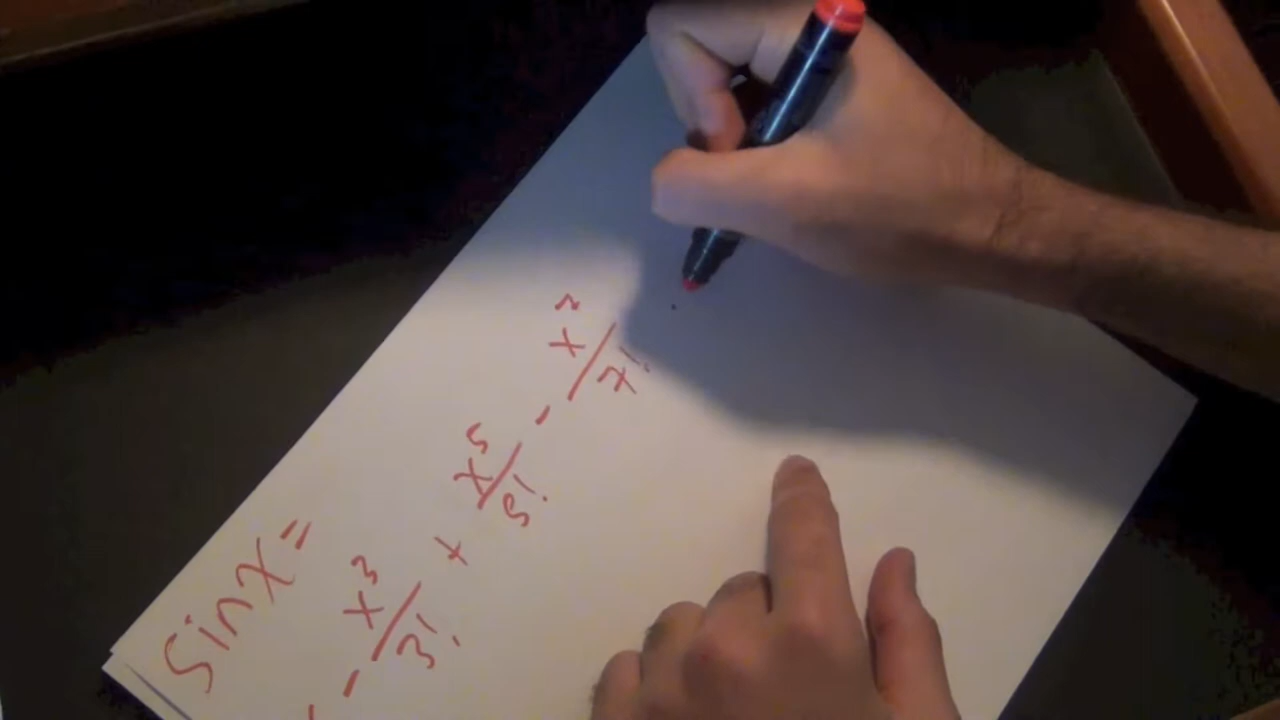 sinx=
- x³/3! + x⁵/5! - x⁷/7!